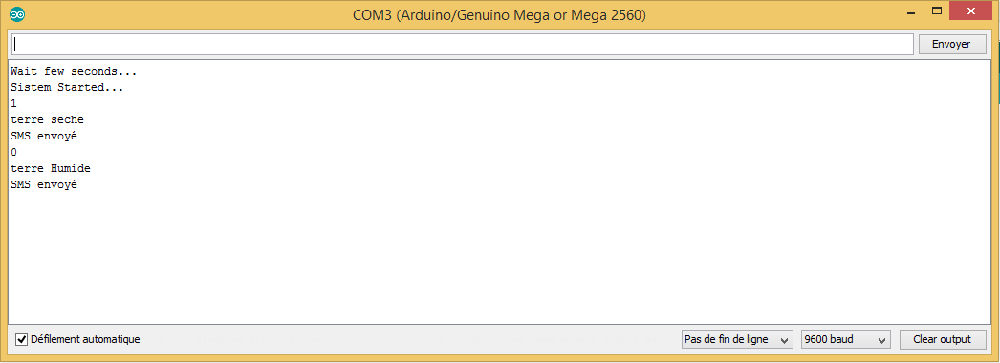 COM3 (Arduino/Genuino Mega or Mega 2560)
Envoyer
Wait few seconds...
Sistem Started...
1
terre seche
SMS envoyé
0
terre Humide
SMS envoyé
Défilement automatique
Pas de fin de ligne
9600 baud
Clear output